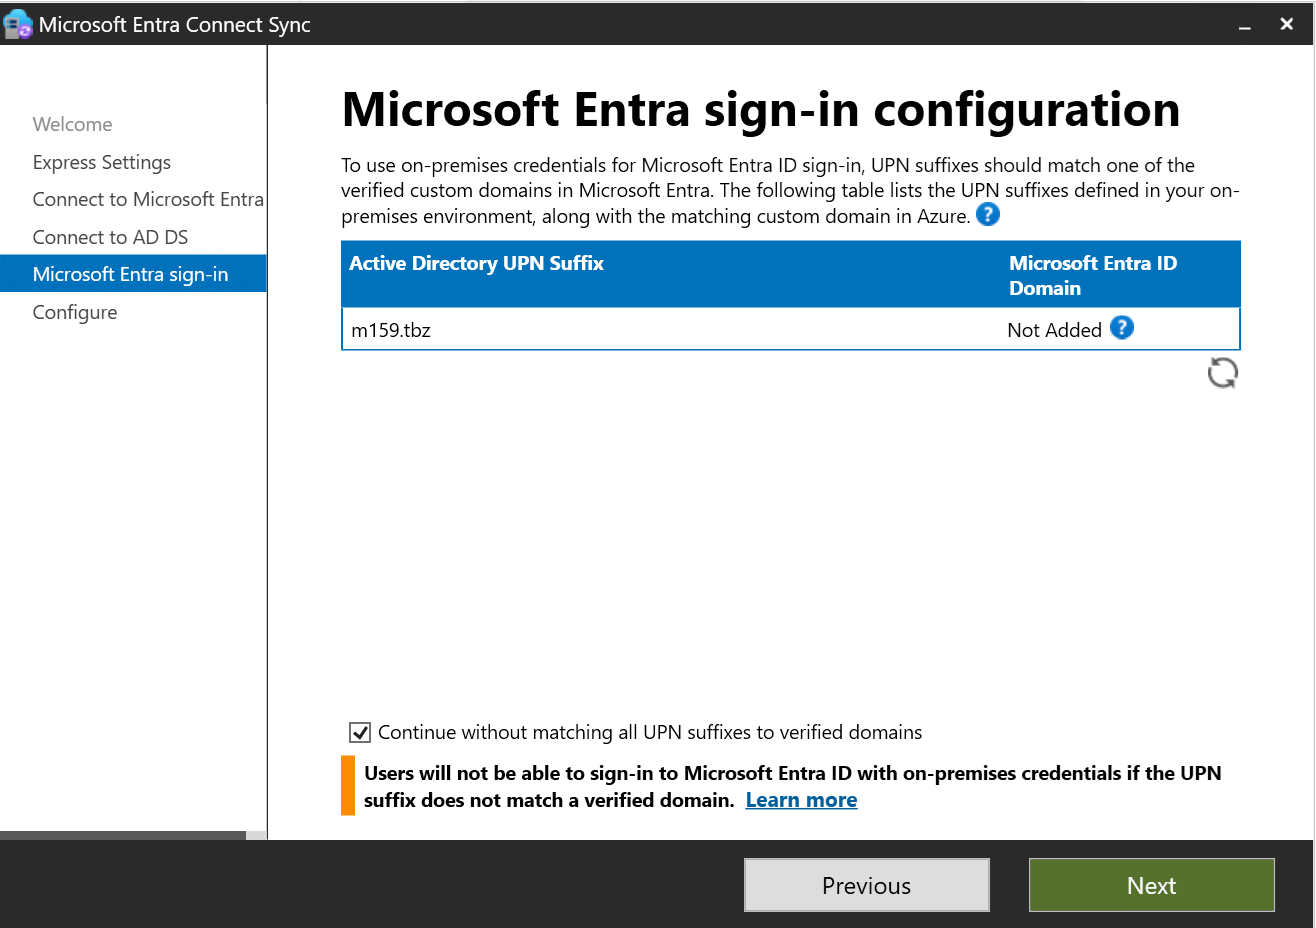 Microsoft Entra Connect Sync
Welcome
Express Settings
Connect to Microsoft Entra
Connect to AD DS
Microsoft Entra sign-in
Configure
Microsoft Entra sign-in configuration
To use on-premises credentials for Microsoft Entra ID sign-in, UPN suffixes should match one of the
verified custom domains in Microsoft Entra. The following table lists the UPN suffixes defined in your on-
premises environment, along with the matching custom domain in Azure. ?
Active Directory UPN Suffix
Microsoft Entra ID
Domain
m159.tbz
Not Added ?
Continue without matching all UPN suffixes to verified domains
Users will not be able to sign-in to Microsoft Entra ID with on-premises credentials if the UPN
suffix does not match a verified domain. Learn more
Previous
Next